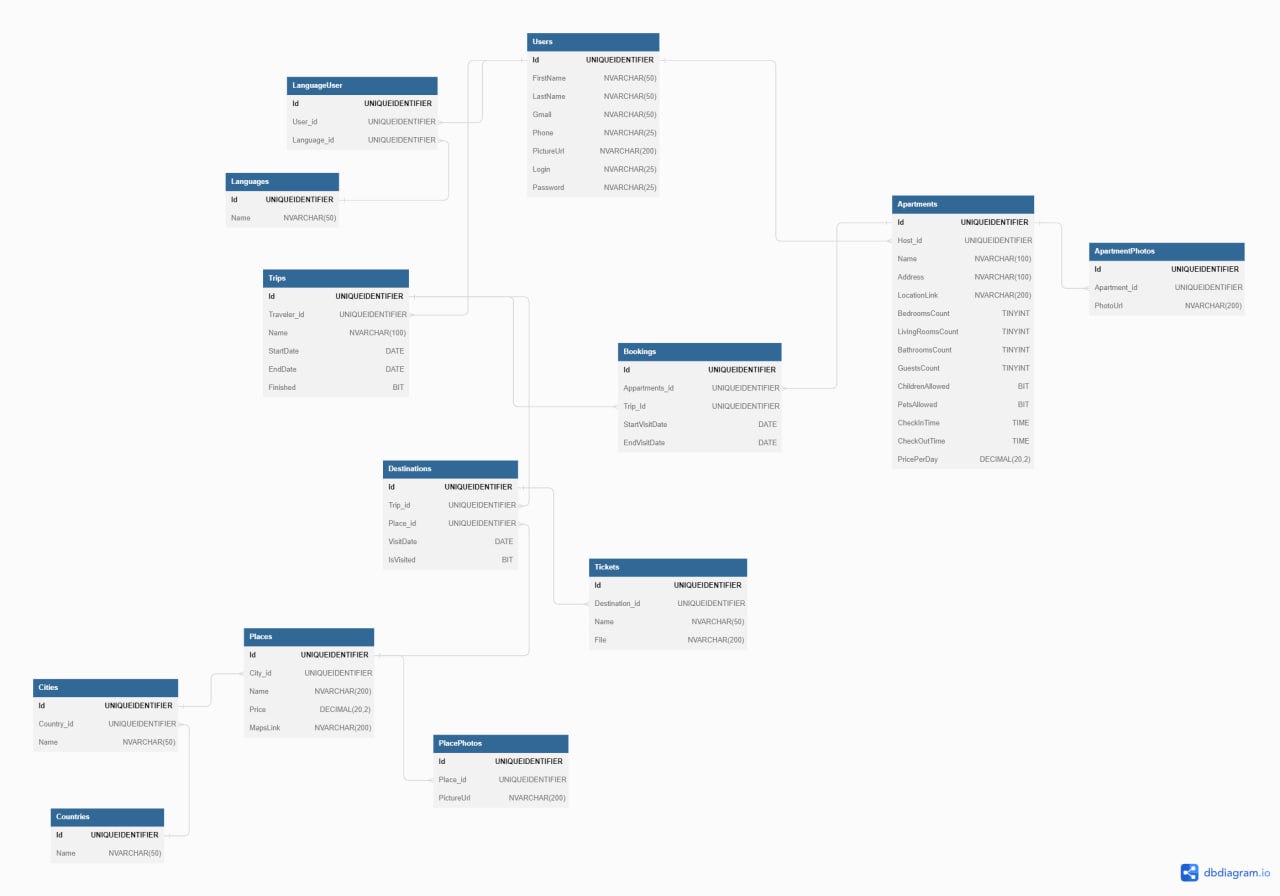 Users
Id UNIQUEIDENTIFIER
FirstName NVARCHAR(50)
LastName NVARCHAR(50)
Gmail NVARCHAR(50)
Phone NVARCHAR(25)
PictureUrl NVARCHAR(200)
Login NVARCHAR(25)
Password NVARCHAR(25)
LanguageUser
Id UNIQUEIDENTIFIER
User_id UNIQUEIDENTIFIER
Language_id UNIQUEIDENTIFIER
Languages
Id UNIQUEIDENTIFIER
Name NVARCHAR(50)
Apartments
Id UNIQUEIDENTIFIER
Host_id UNIQUEIDENTIFIER
Name NVARCHAR(100)
Address NVARCHAR(100)
LocationLink NVARCHAR(200)
BedroomsCount TINYINT
LivingRoomsCount TINYINT
BathroomsCount TINYINT
GuestsCount TINYINT
ChildrenAllowed BIT
PetsAllowed BIT
CheckInTime TIME
CheckOutTime TIME
PricePerDay DECIMAL(20,2)
ApartmentPhotos
Id UNIQUEIDENTIFIER
Apartment_id UNIQUEIDENTIFIER
PhotoUrl NVARCHAR(200)
Trips
Id UNIQUEIDENTIFIER
Traveler_id UNIQUEIDENTIFIER
Name NVARCHAR(100)
StartDate DATE
EndDate DATE
Finished BIT
Bookings
Id UNIQUEIDENTIFIER
Appartments_id UNIQUEIDENTIFIER
Trip_Id UNIQUEIDENTIFIER
StartVisitDate DATE
EndVisitDate DATE
Destinations
Id UNIQUEIDENTIFIER
Trip_id UNIQUEIDENTIFIER
Place_id UNIQUEIDENTIFIER
VisitDate DATE
IsVisited BIT
Tickets
Id UNIQUEIDENTIFIER
Destination_id UNIQUEIDENTIFIER
Name NVARCHAR(50)
File NVARCHAR(200)
Places
Id UNIQUEIDENTIFIER
City_id UNIQUEIDENTIFIER
Name NVARCHAR(200)
Price DECIMAL(20,2)
MapsLink NVARCHAR(200)
Cities
Id UNIQUEIDENTIFIER
Country_id UNIQUEIDENTIFIER
Name NVARCHAR(50)
PlacePhotos
Id UNIQUEIDENTIFIER
Place_id UNIQUEIDENTIFIER
PictureUrl NVARCHAR(200)
Countries
Id UNIQUEIDENTIFIER
Name NVARCHAR(50)
dbdiagram.io